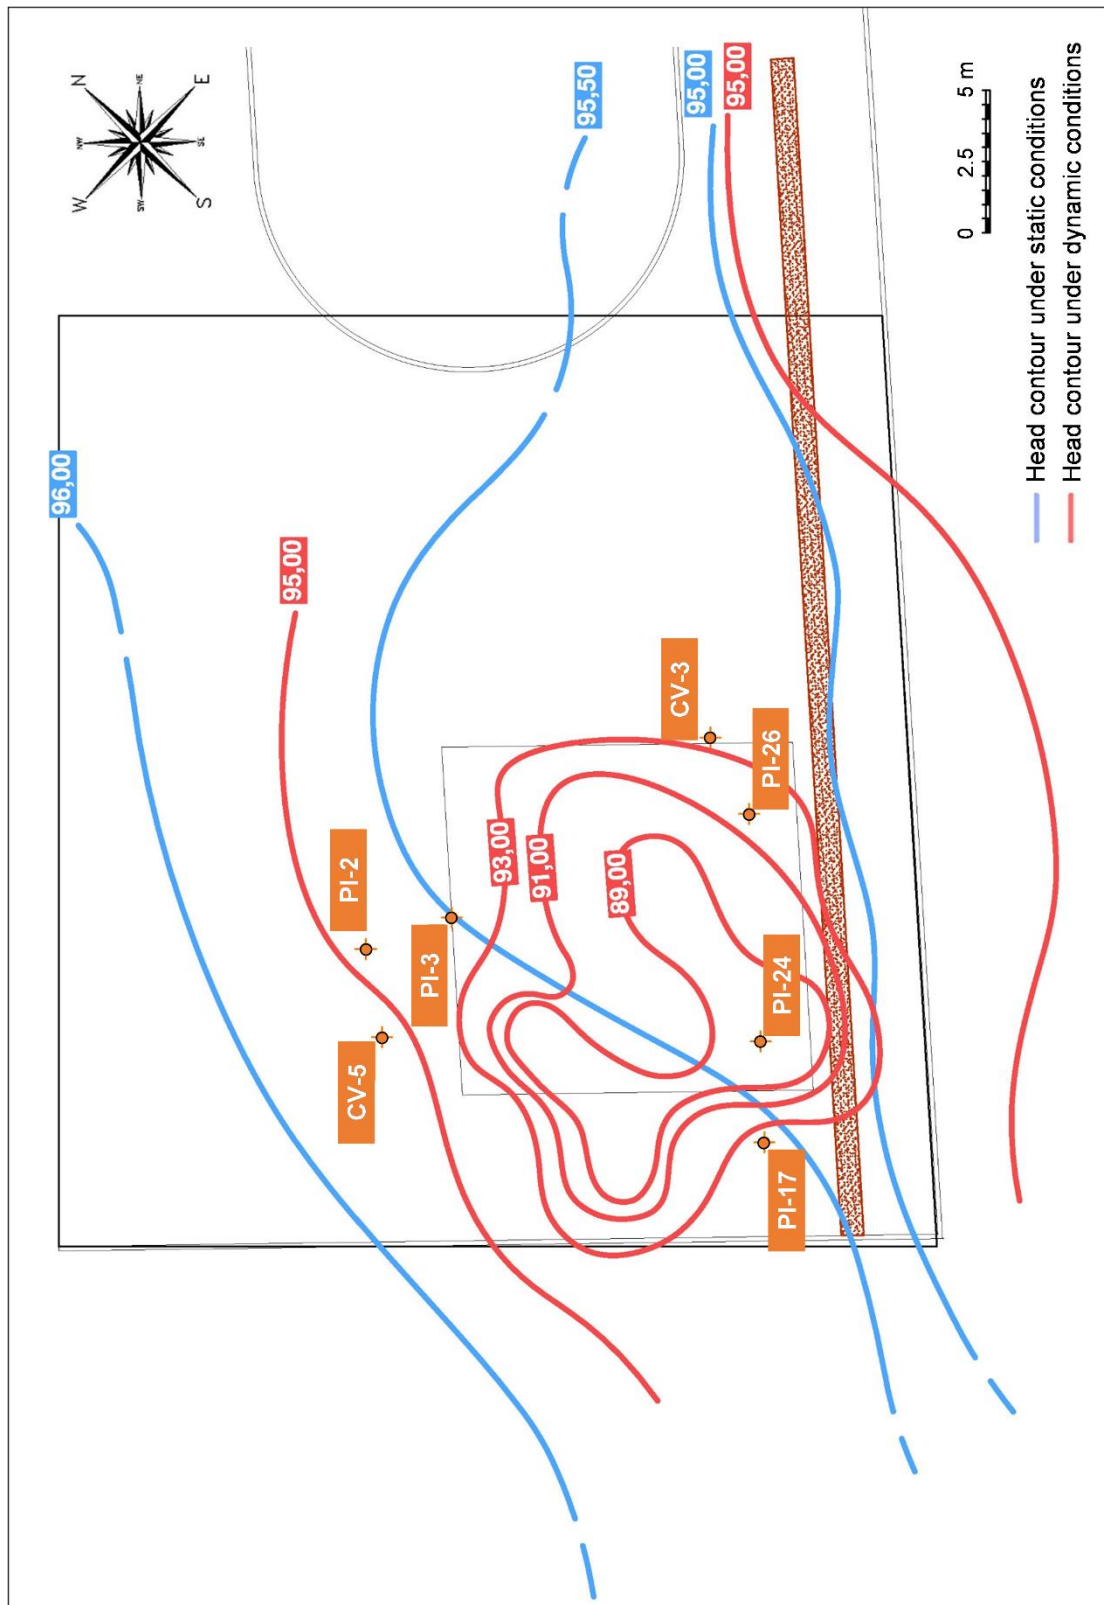 N
NE
E
SE
S
SW
W
NW
96,00
95,50
95,00
95,00
95,00
93,00
91,00
89,00
PI-2
PI-3
CV-5
CV-3
PI-26
PI-24
PI-17
0 2.5 5 m
Head contour under static conditions
Head contour under dynamic conditions